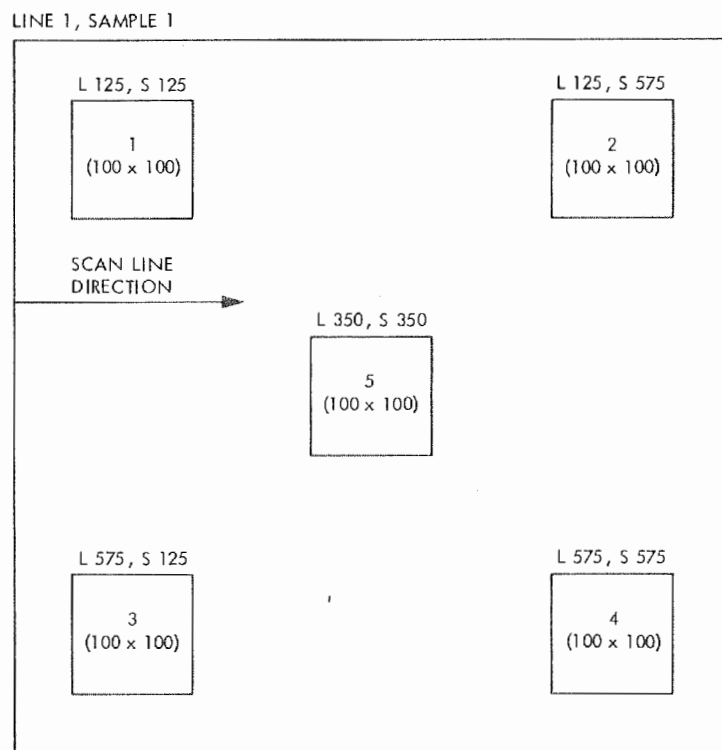 LINE 1, SAMPLE 1
L 125, S 125
L 125, S 575
1
(100 x 100)
2
(100 x 100)
SCAN LINE
DIRECTION
L 350, S 350
5
(100 x 100)
L 575, S 125
L 575, S 575
3
(100 x 100)
4
(100 x 100)